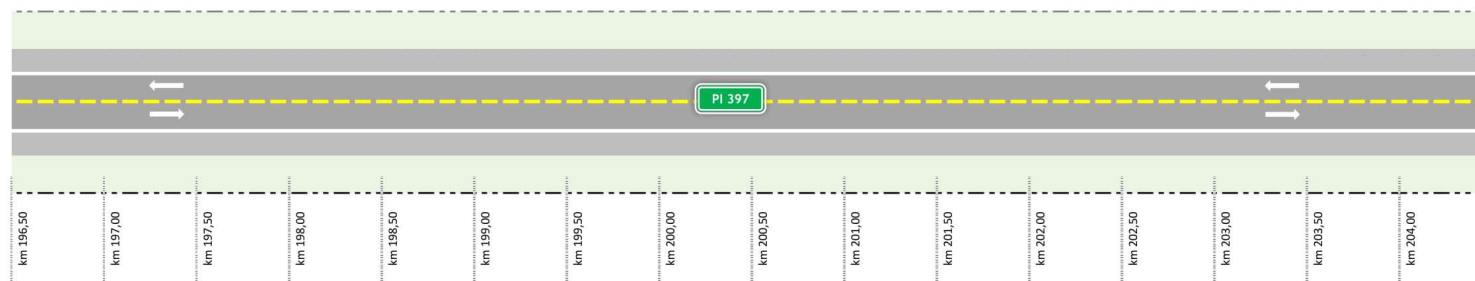 PI 397
km 196,50
km 197,00
km 197,50
km 198,00
km 198,50
km 199,00
km 199,50
km 200,00
km 200,50
km 201,00
km 201,50
km 202,00
km 202,50
km 203,00
km 203,50
km 204,00